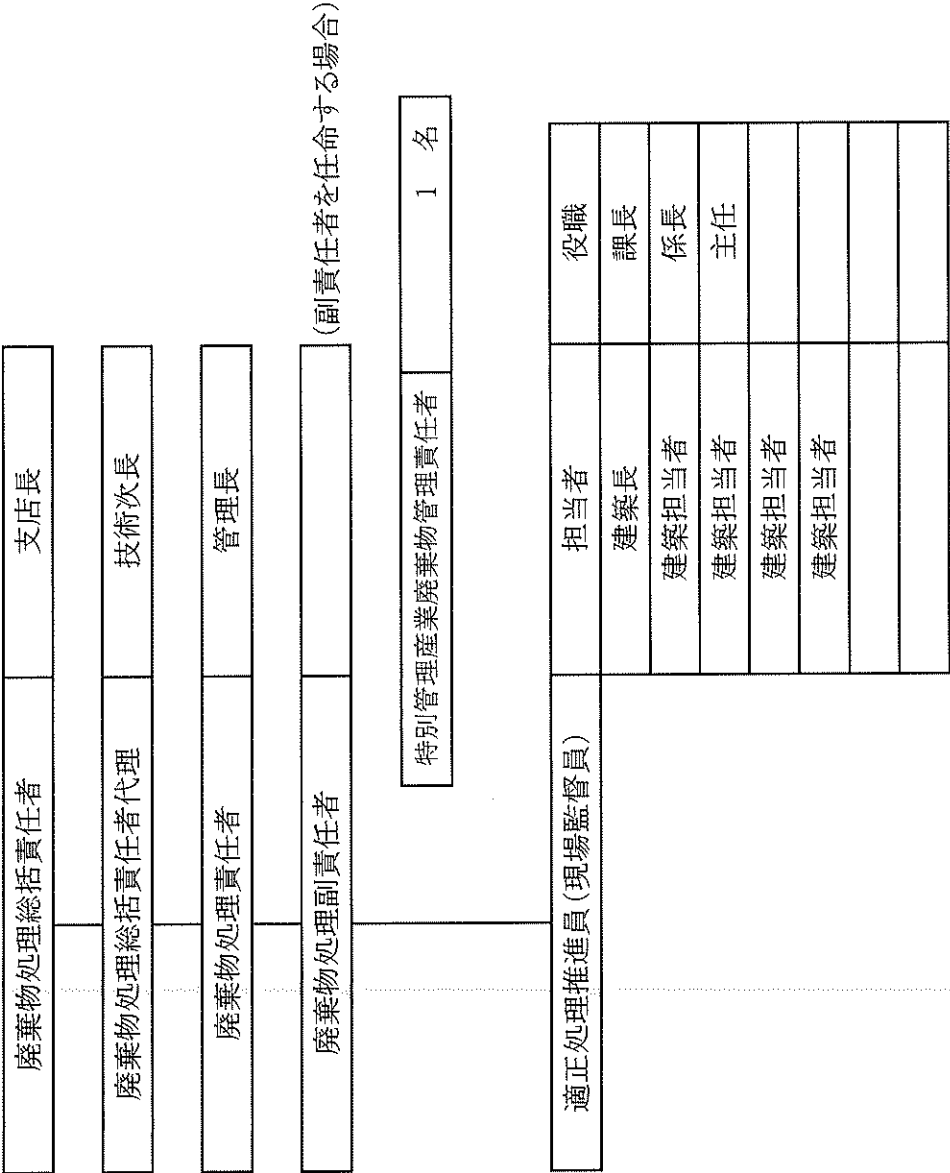 廃棄物処理総括責任者 支店長
廃棄物処理総括責任者代理 技術次長
廃棄物処理責任者 管理長
廃棄物処理副責任者 (副責任者を任命する場合)
特別管理産業廃棄物管理責任者 1 名
適正処理推進員(現場監督員) 担当者 役職
建築長 課長
建築担当者 係長
建築担当者 主任
建築担当者
建築担当者